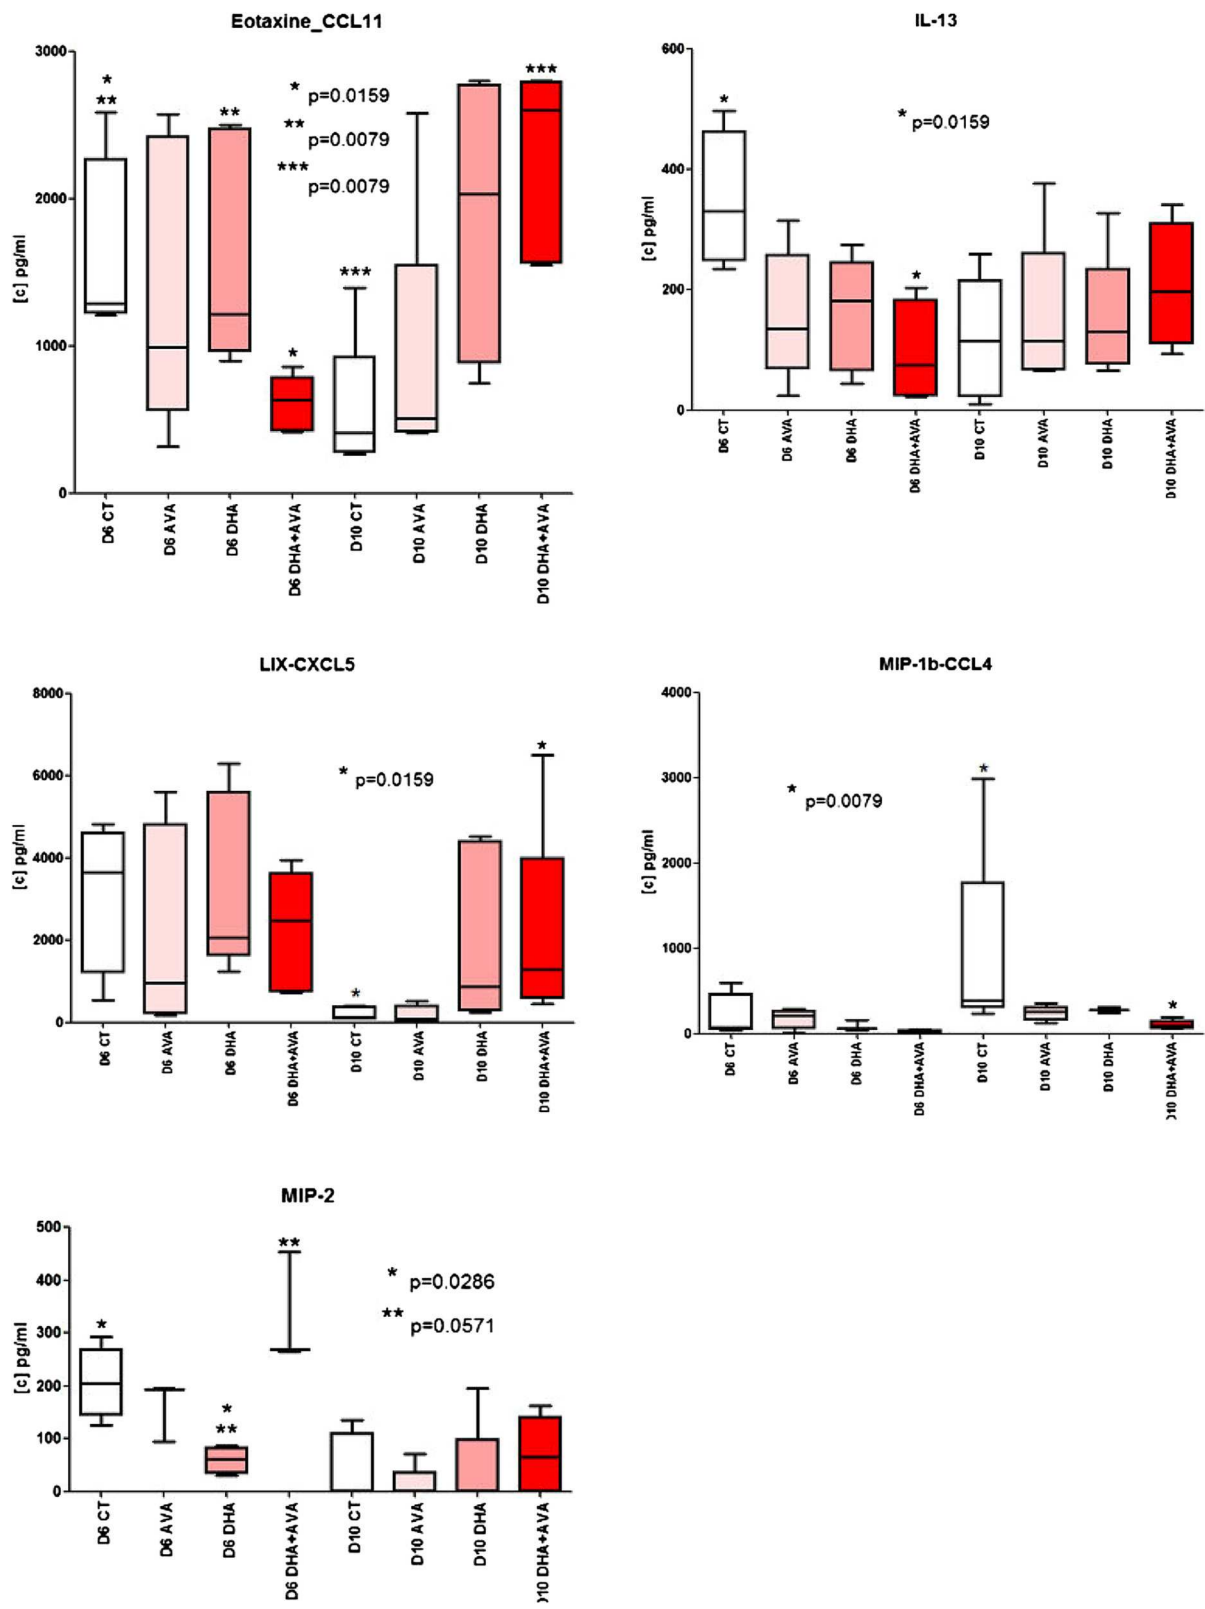 Eotaxine_CCL11
[c] pg/ml
3000
2000
1000
0
*
**
**
*
***
***
* p=0.0159
** p=0.0079
*** p=0.0079
D6 CT
D6 AVA
D6 DHA
D6 DHA+AVA
D10 CT
D10 AVA
D10 DHA
D10 DHA+AVA
IL-13
[c] pg/ml
600
400
200
0
*
*
* p=0.0159
D6 CT
D6 AVA
D6 DHA
D6 DHA+AVA
D10 CT
D10 AVA
D10 DHA
D10 DHA+AVA
LIX-CXCL5
[c] pg/ml
8000
6000
4000
2000
0
*
*
* p=0.0159
D6 CT
D6 AVA
D6 DHA
D6 DHA+AVA
D10 CT
D10 AVA
D10 DHA
D10 DHA+AVA
MIP-1b-CCL4
[c] pg/ml
4000
3000
2000
1000
0
*
*
* p=0.0079
D6 CT
D6 AVA
D6 DHA
D6 DHA+AVA
D10 CT
D10 AVA
D10 DHA
D10 DHA+AVA
MIP-2
[c] pg/ml
500
400
300
200
100
0
*
*
**
**
* p=0.0286
** p=0.0571
D6 CT
D6 AVA
D6 DHA
D6 DHA+AVA
D10 CT
D10 AVA
D10 DHA
D10 DHA+AVA